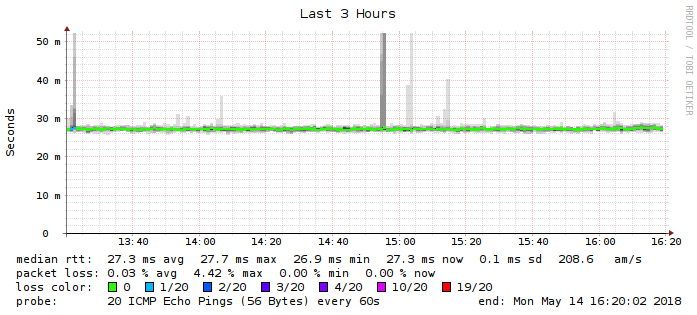 Last 3 Hours
RRDTOOL / TOBI OETIKER
Seconds
50 m
40 m
30 m
20 m
10 m
0
13:40 14:00 14:20 14:40 15:00 15:20 15:40 16:00 16:20
median rtt: 27.3 ms avg 27.7 ms max 26.9 ms min 27.3 ms now 0.1 ms sd 208.6 am/s
packet loss: 0.03 % avg 4.42 % max 0.00 % min 0.00 % now
loss color: 0 1/20 2/20 3/20 4/20 10/20 19/20
probe: 20 ICMP Echo Pings (56 Bytes) every 60s end: Mon May 14 16:20:02 2018